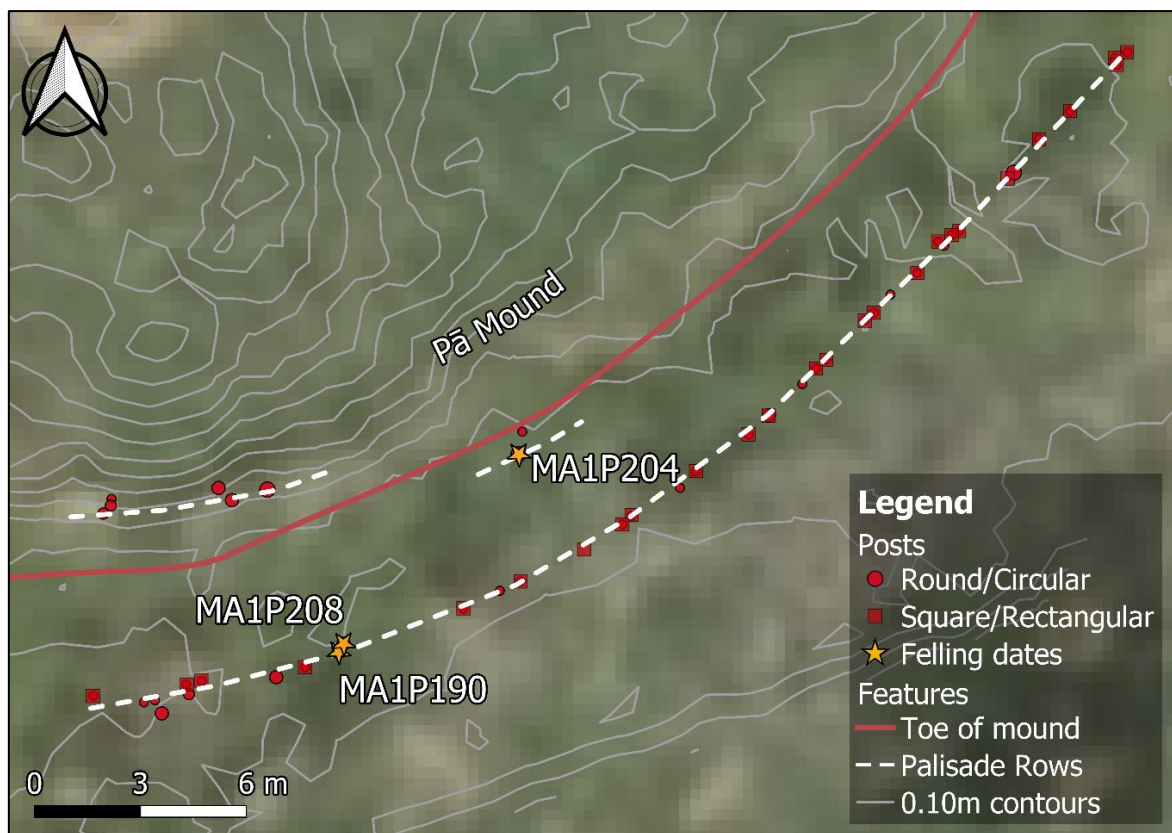 Pā Mound
MA1P204
MA1P208
MA1P190
0 3 6 m
Legend
Posts
Round/Circular
Square/Rectangular
Felling dates
Features
Toe of mound
Palisade Rows
0.10m contours